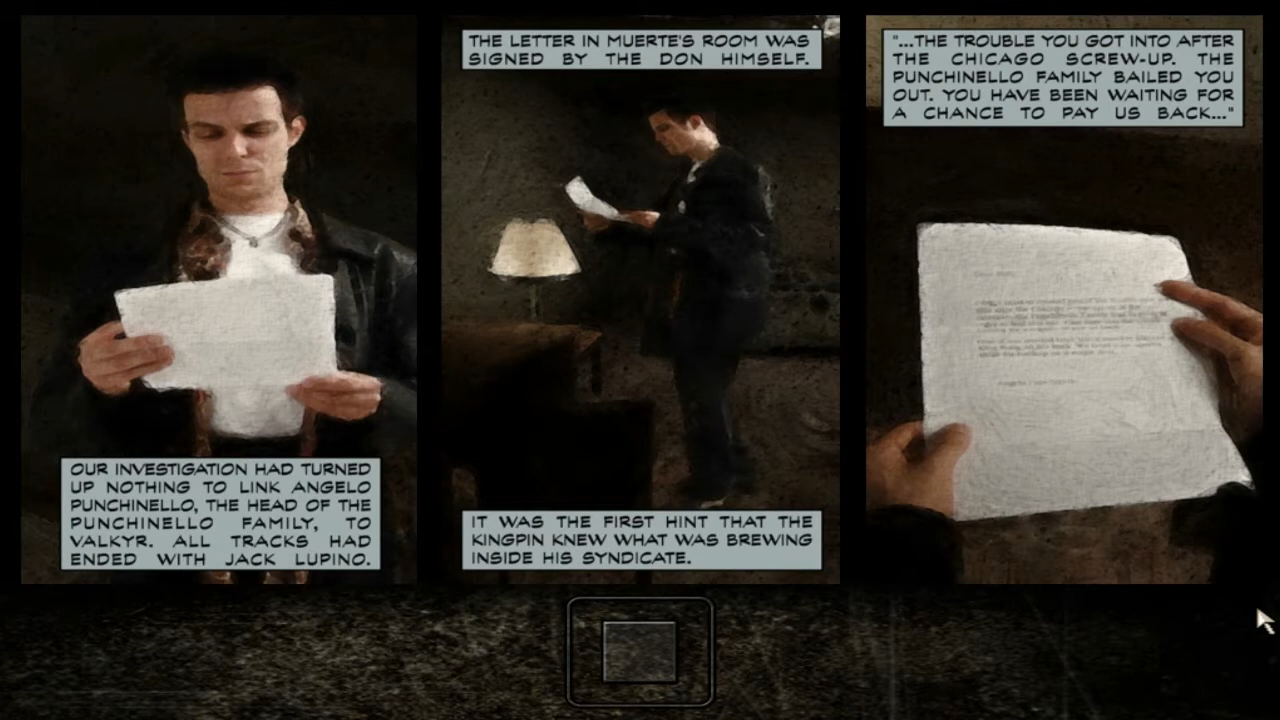 OUR INVESTIGATION HAD TURNED
UP NOTHING TO LINK ANGELO
PUNCHINELLO, THE HEAD OF THE
PUNCHINELLO FAMILY, TO
VALKYR. ALL TRACKS HAD
ENDED WITH JACK LUPINO.
THE LETTER IN MUERTE'S ROOM WAS
SIGNED BY THE DON HIMSELF.
IT WAS THE FIRST HINT THAT THE
KINGPIN KNEW WHAT WAS BREWING
INSIDE HIS SYNDICATE.
"...THE TROUBLE YOU GOT INTO AFTER
THE CHICAGO SCREW-UP. THE
PUNCHINELLO FAMILY BAILED YOU
OUT. YOU HAVE BEEN WAITING FOR
A CHANCE TO PAY US BACK..."